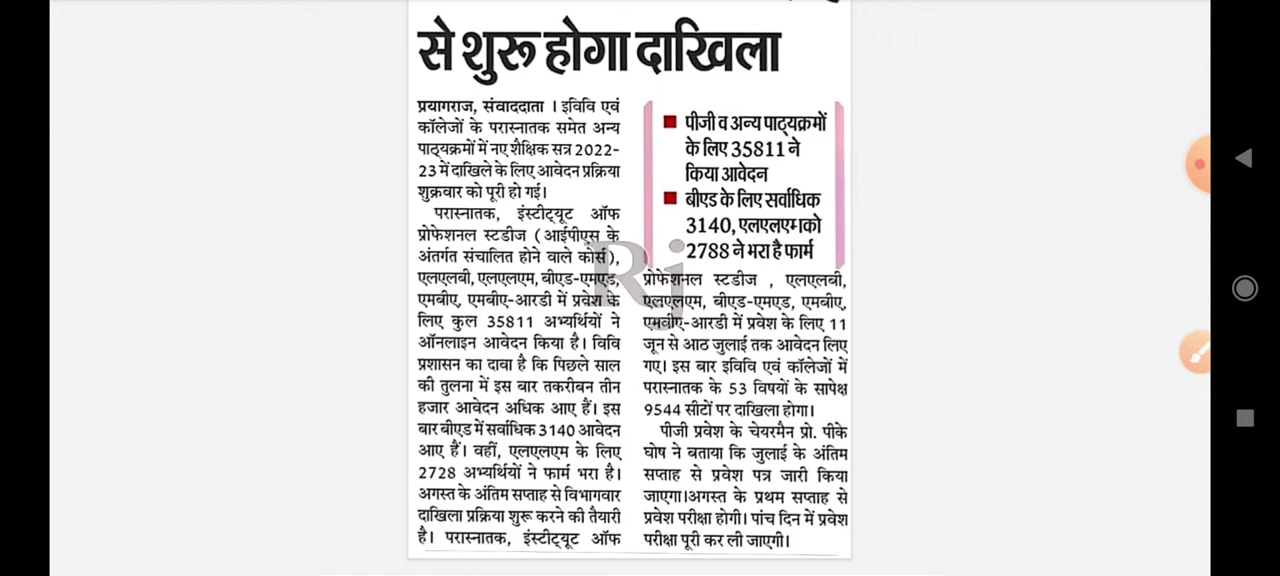 से शुरू होगा दाखिला
प्रयागराज, संवाददाता । इविवि एवं
कॉलेजों के परास्नातक समेत अन्य
पाठ्यक्रमों में नए शैक्षिक सत्र 2022-
23 में दाखिले के लिए आवेदन प्रक्रिया
शुक्रवार को पूरी हो गई।
परास्नातक, इंस्टीट्यूट ऑफ
प्रोफेशनल स्टडीज (आईपीएस के
अंतर्गत संचालित होने वाले कोर्स),
एलएलबी, एलएलएम, बीएड-एमएड,
एमबीए, एमबीए-आरडी में प्रवेश के
लिए कुल 35811 अभ्यर्थियों ने
ऑनलाइन आवेदन किया है। विवि
प्रशासन का दावा है कि पिछले साल
की तुलना में इस बार तकरीबन तीन
हजार आवेदन अधिक आए हैं। इस
बार बीएड में सर्वाधिक 3140 आवेदन
आए हैं। वहीं, एलएलएम के लिए
2728 अभ्यर्थियों ने फार्म भरा है।
अगस्त के अंतिम सप्ताह से विभागवार
दाखिला प्रक्रिया शुरू करने की तैयारी
है। परास्नातक, इंस्टीट्यूट ऑफ
पीजी व अन्य पाठ्यक्रमों
के लिए 35811 ने
किया आवेदन
बीएड के लिए सर्वाधिक
3140, एलएलएम को
2788 ने भरा है फार्म
प्रोफेशनल स्टडीज , एलएलबी,
एलएलएम, बीएड-एमएड, एमबीए,
एमबीए-आरडी में प्रवेश के लिए 11
जून से आठ जुलाई तक आवेदन लिए
गए। इस बार इविवि एवं कॉलेजों में
परास्नातक के 53 विषयों के सापेक्ष
9544 सीटों पर दाखिला होगा।
पीजी प्रवेश के चेयरमैन प्रो. पीके
घोष ने बताया कि जुलाई के अंतिम
सप्ताह से प्रवेश पत्र जारी किया
जाएगा।अगस्त के प्रथम सप्ताह से
प्रवेश परीक्षा होगी। पांच दिन में प्रवेश
परीक्षा पूरी कर ली जाएगी।
Rj